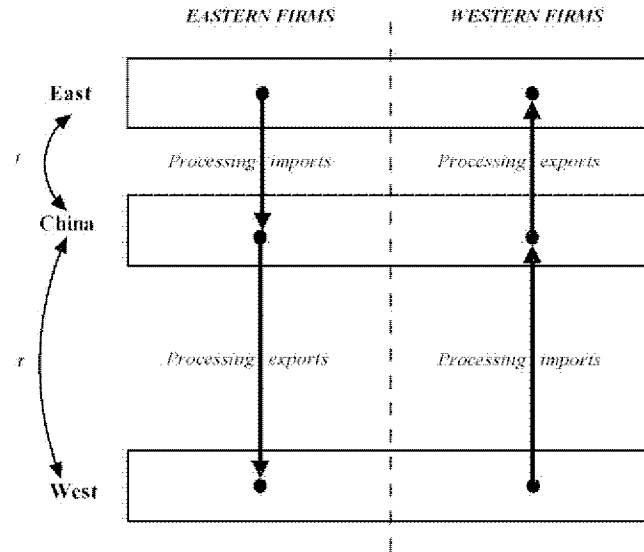 EASTERN FIRMS WESTERN FIRMS
East
Processing imports Processing exports
China
Processing exports Processing imports
West